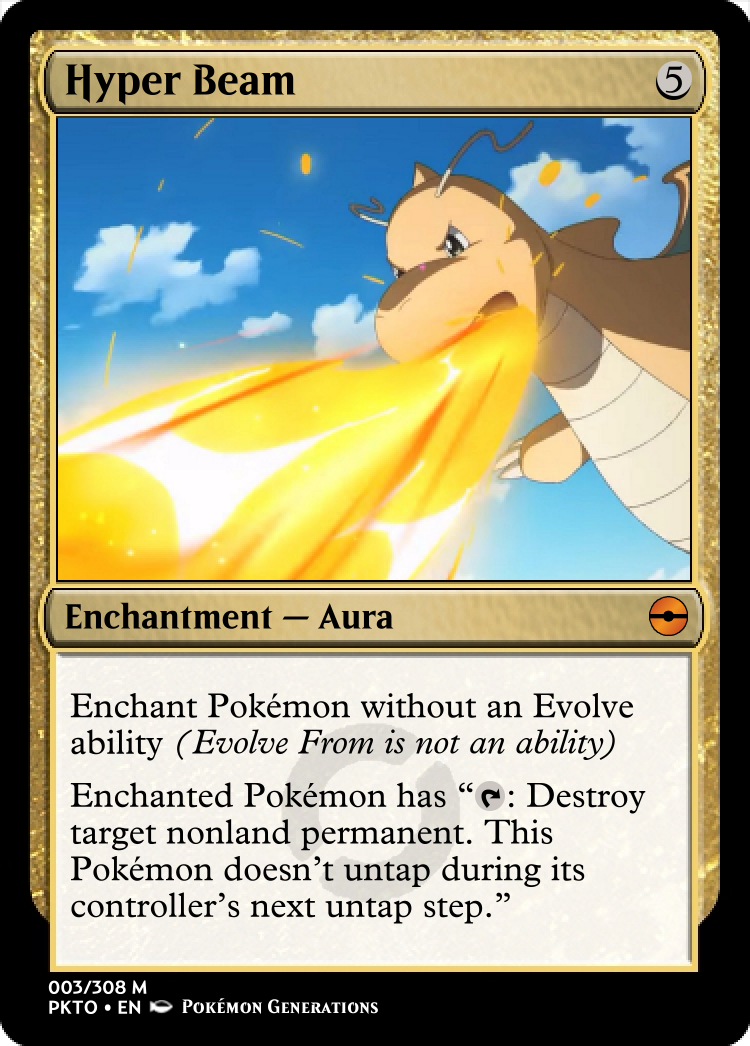 Hyper Beam
5
Enchantment — Aura
Enchant Pokémon without an Evolve
ability (Evolve From is not an ability)
Enchanted Pokémon has “: Destroy
target nonland permanent. This
Pokémon doesn’t untap during its
controller’s next untap step.”
003/308 M
PKTO • EN Pokémon Generations